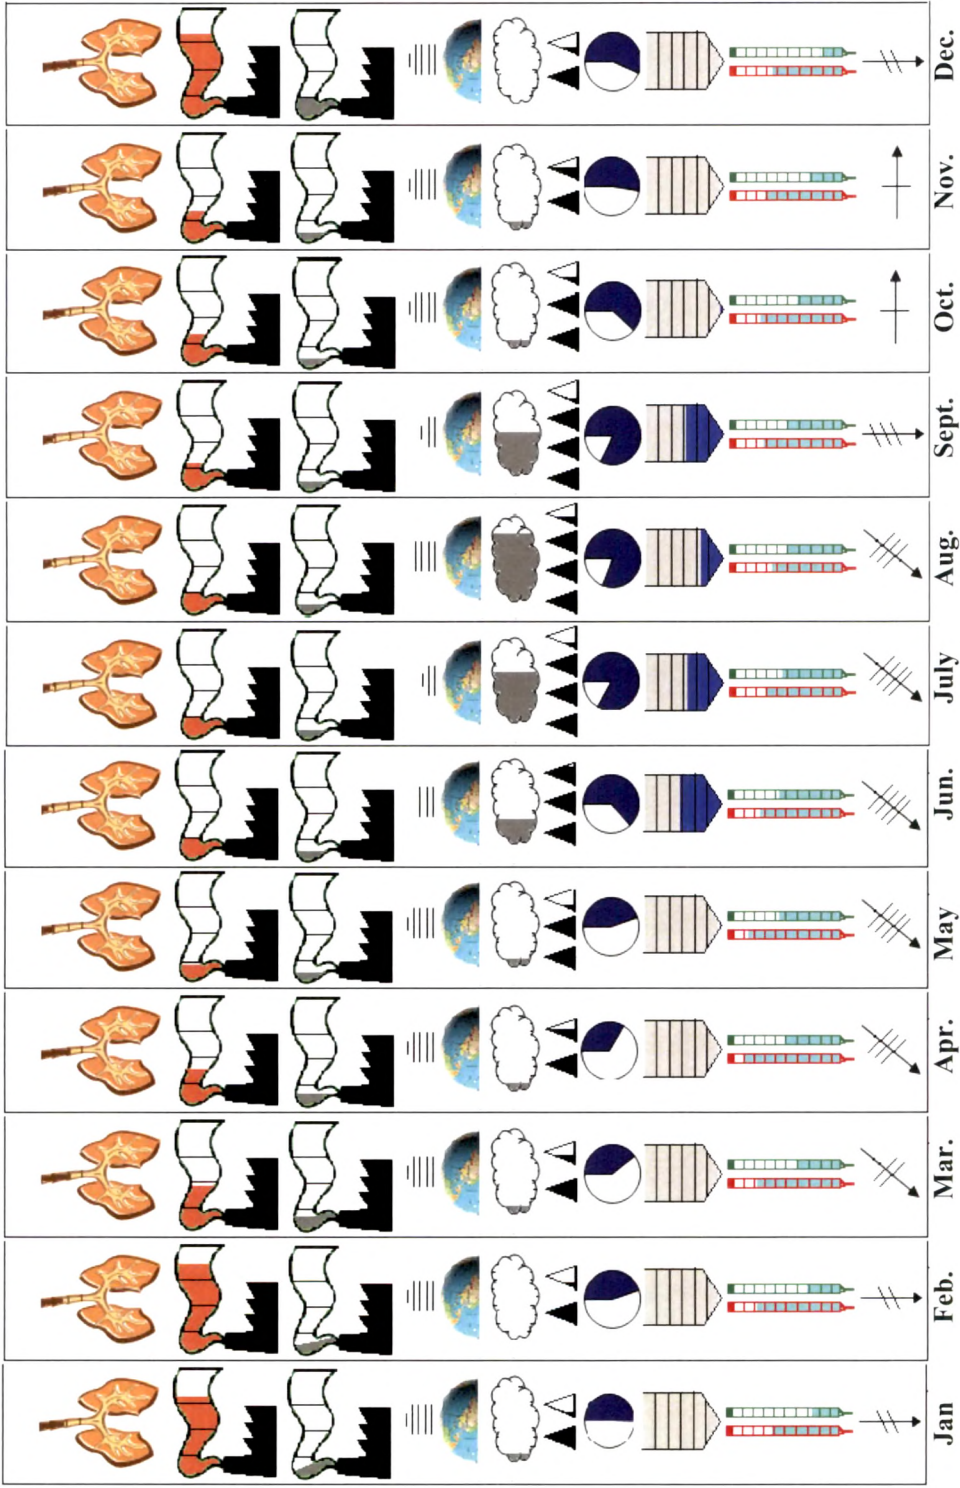 Dec.
Nov.
Oct.
Sept.
Aug.
July
Jun.
May
Apr.
Mar.
Feb.
Jan